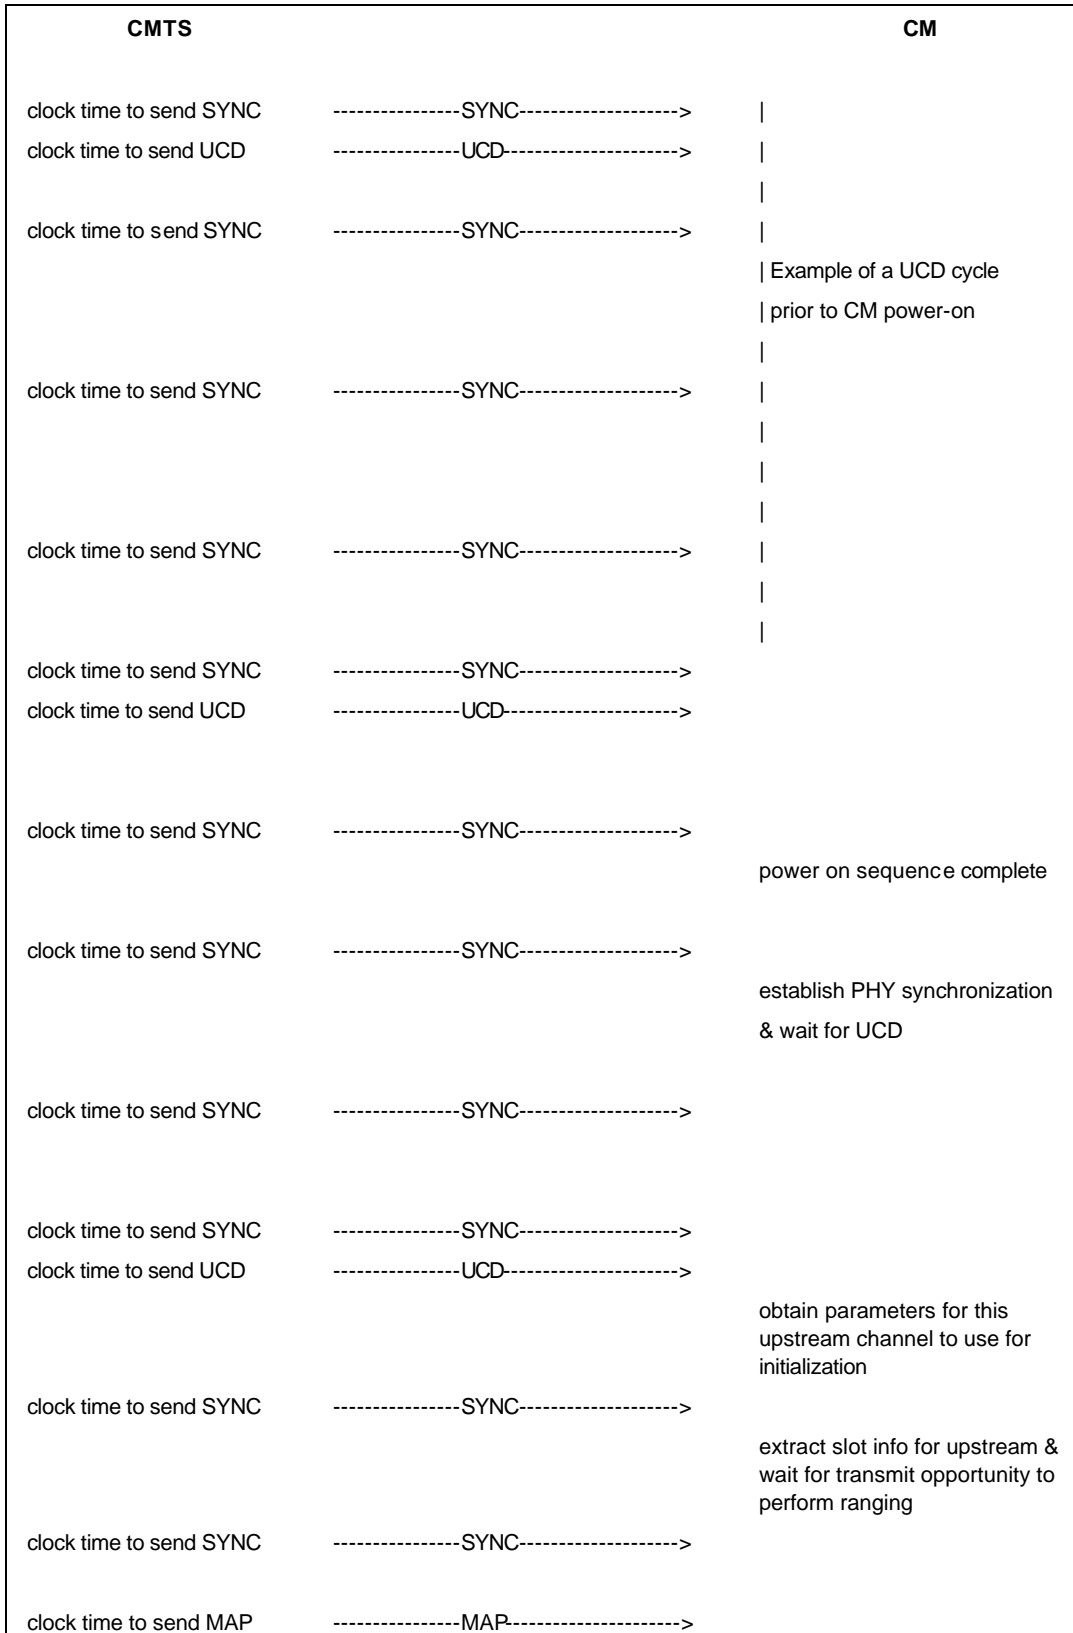 CMTS CM
clock time to send SYNC ----------------SYNC--------------------> |
clock time to send UCD ----------------UCD----------------------> |
|
clock time to send SYNC ----------------SYNC--------------------> |
| Example of a UCD cycle
| prior to CM power-on
|
clock time to send SYNC ----------------SYNC--------------------> |
|
|
|
clock time to send SYNC ----------------SYNC--------------------> |
|
|
clock time to send SYNC ----------------SYNC-------------------->
clock time to send UCD ----------------UCD---------------------->
clock time to send SYNC ----------------SYNC-------------------->
power on sequence complete
clock time to send SYNC ----------------SYNC-------------------->
establish PHY synchronization
& wait for UCD
clock time to send SYNC ----------------SYNC-------------------->
clock time to send SYNC ----------------SYNC-------------------->
clock time to send UCD ----------------UCD---------------------->
obtain parameters for this
upstream channel to use for
initialization
clock time to send SYNC ----------------SYNC-------------------->
extract slot info for upstream &
wait for transmit opportunity to
perform ranging
clock time to send SYNC ----------------SYNC-------------------->
clock time to send MAP ----------------MAP---------------------->